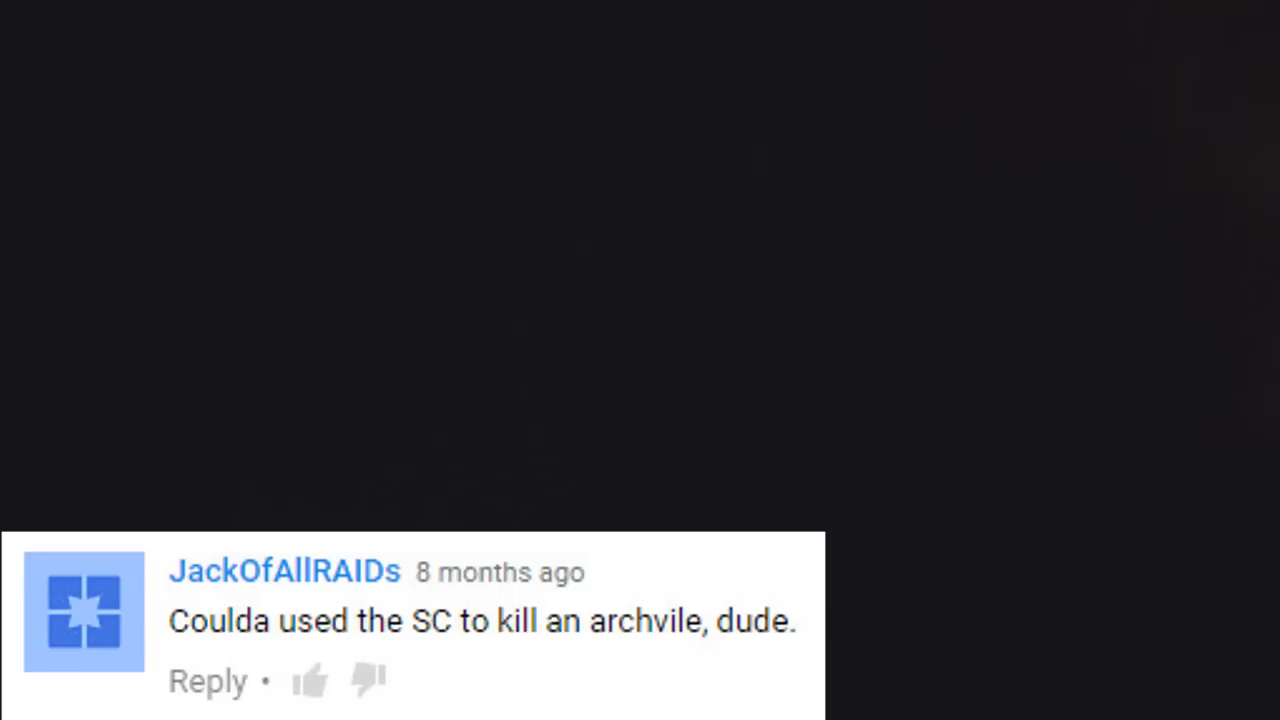 JackOfAllRAIDs 8 months ago
Coulda used the SC to kill an archvile, dude.
Reply •